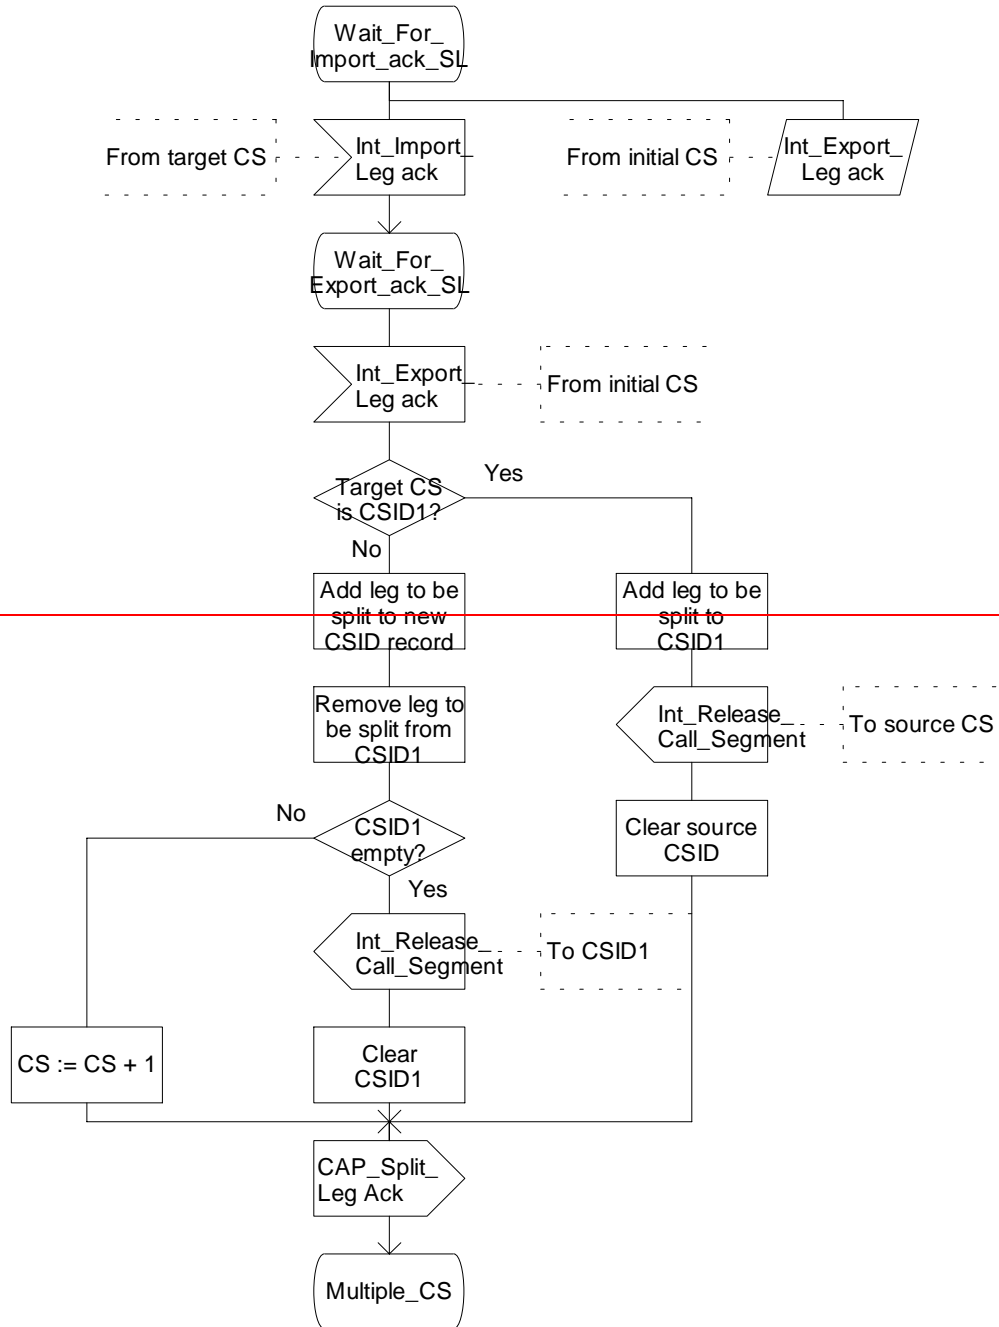 Wait_For_
Import_ack_SL
From target CS
Int_Import_
Leg ack
From initial CS
Int_Export_
Leg ack
Wait_For_
Export_ack_SL
Int_Export_
Leg ack
From initial CS
Target CS
is CSID1?
Yes
No
Add leg to be
split to new
CSID record
Add leg to be
split to
CSID1
Remove leg to
be split from
CSID1
Int_Release_
Call_Segment
To source CS
No
CSID1
empty?
Clear source
CSID
Yes
Int_Release_
Call_Segment
To CSID1
CS := CS + 1
Clear
CSID1
CAP_Split_
Leg Ack
Multiple_CS